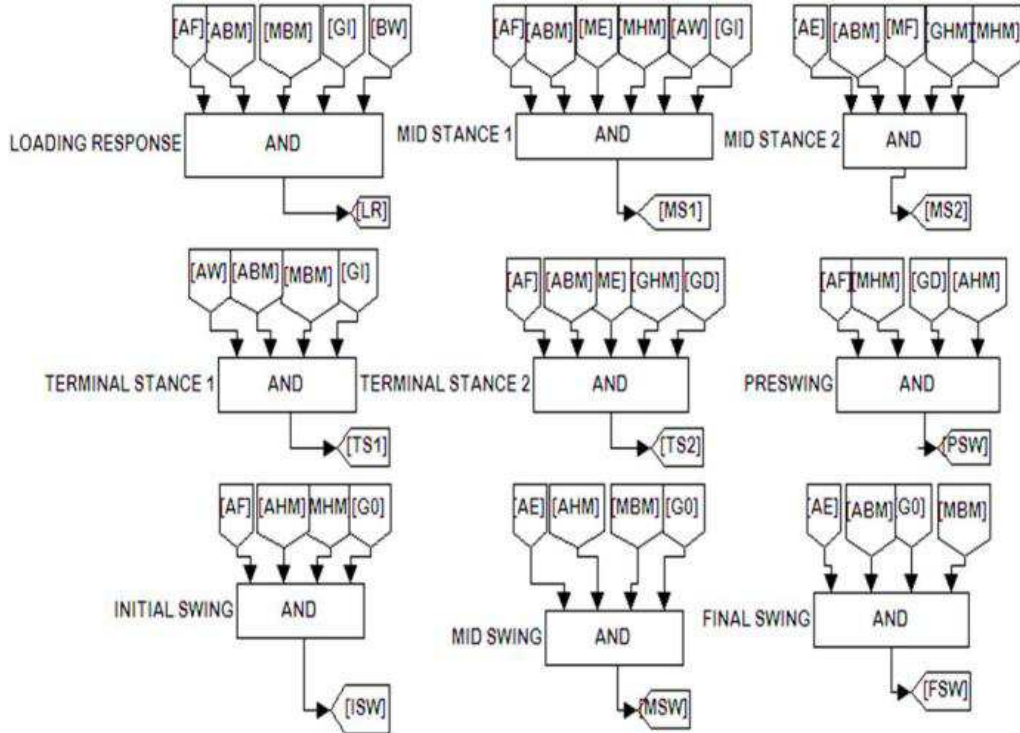 [AF] [ABM] [MBM] [GI] [BW]
[AF] [ABM] [ME] [MHM] [AW] [GI]
[AE] [ABM] [MF] [GHM] [MHM]
LOADING RESPONSE AND
MID STANCE 1 AND
MID STANCE 2 AND
[LR]
[MS1]
[MS2]
[AW] [ABM] [MBM] [GI]
[AF] [ABM] ME] [GHM] [GD]
[AF] [MHM] [GD] [AHM]
TERMINAL STANCE 1 AND
TERMINAL STANCE 2 AND
PRESWING AND
[TS1]
[TS2]
[PSW]
[AF] [AHM] MHM [G0]
[AE] [AHM] [MBM] [G0]
[AE] [ABM] G0] [MBM]
INITIAL SWING AND
MID SWING AND
FINAL SWING AND
[ISW]
[MSW]
[FSW]